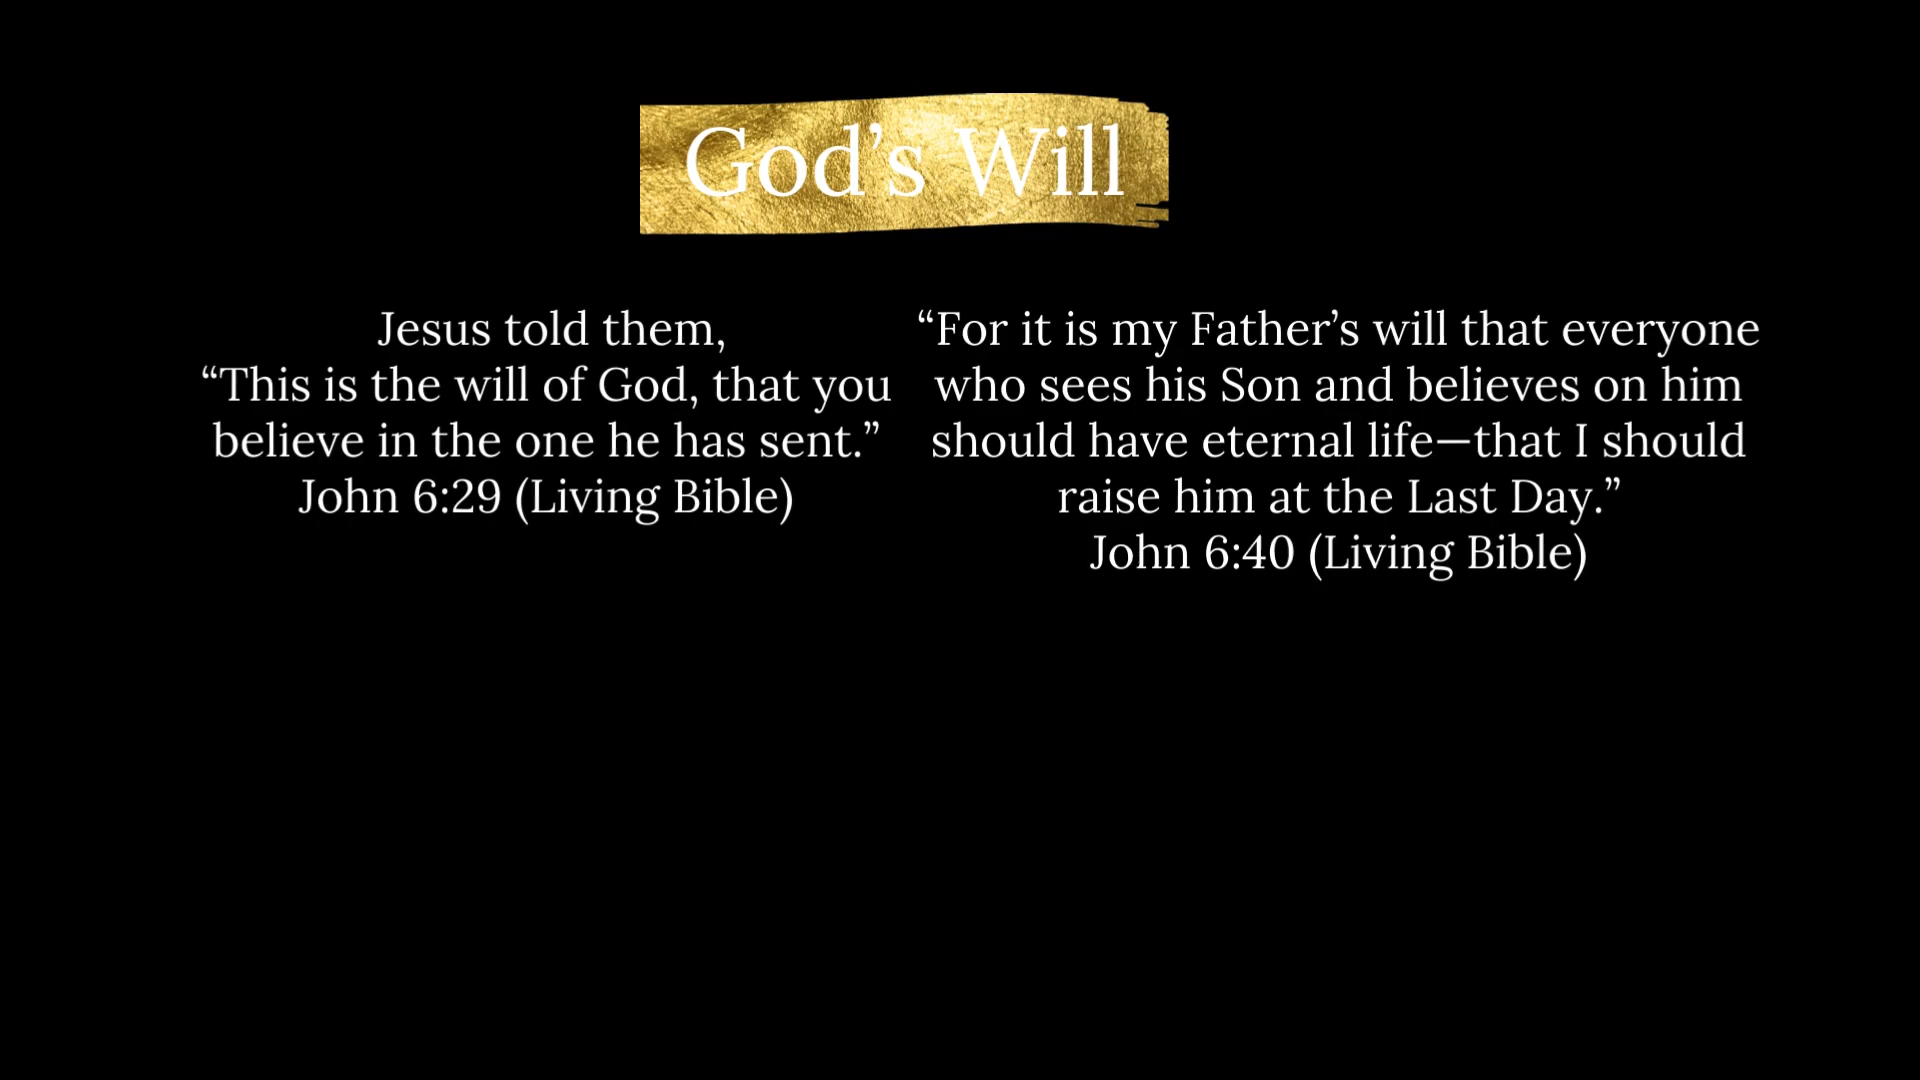 God’s Will
Jesus told them,
“This is the will of God, that you
believe in the one he has sent.”
John 6:29 (Living Bible)
“For it is my Father’s will that everyone
who sees his Son and believes on him
should have eternal life—that I should
raise him at the Last Day.”
John 6:40 (Living Bible)